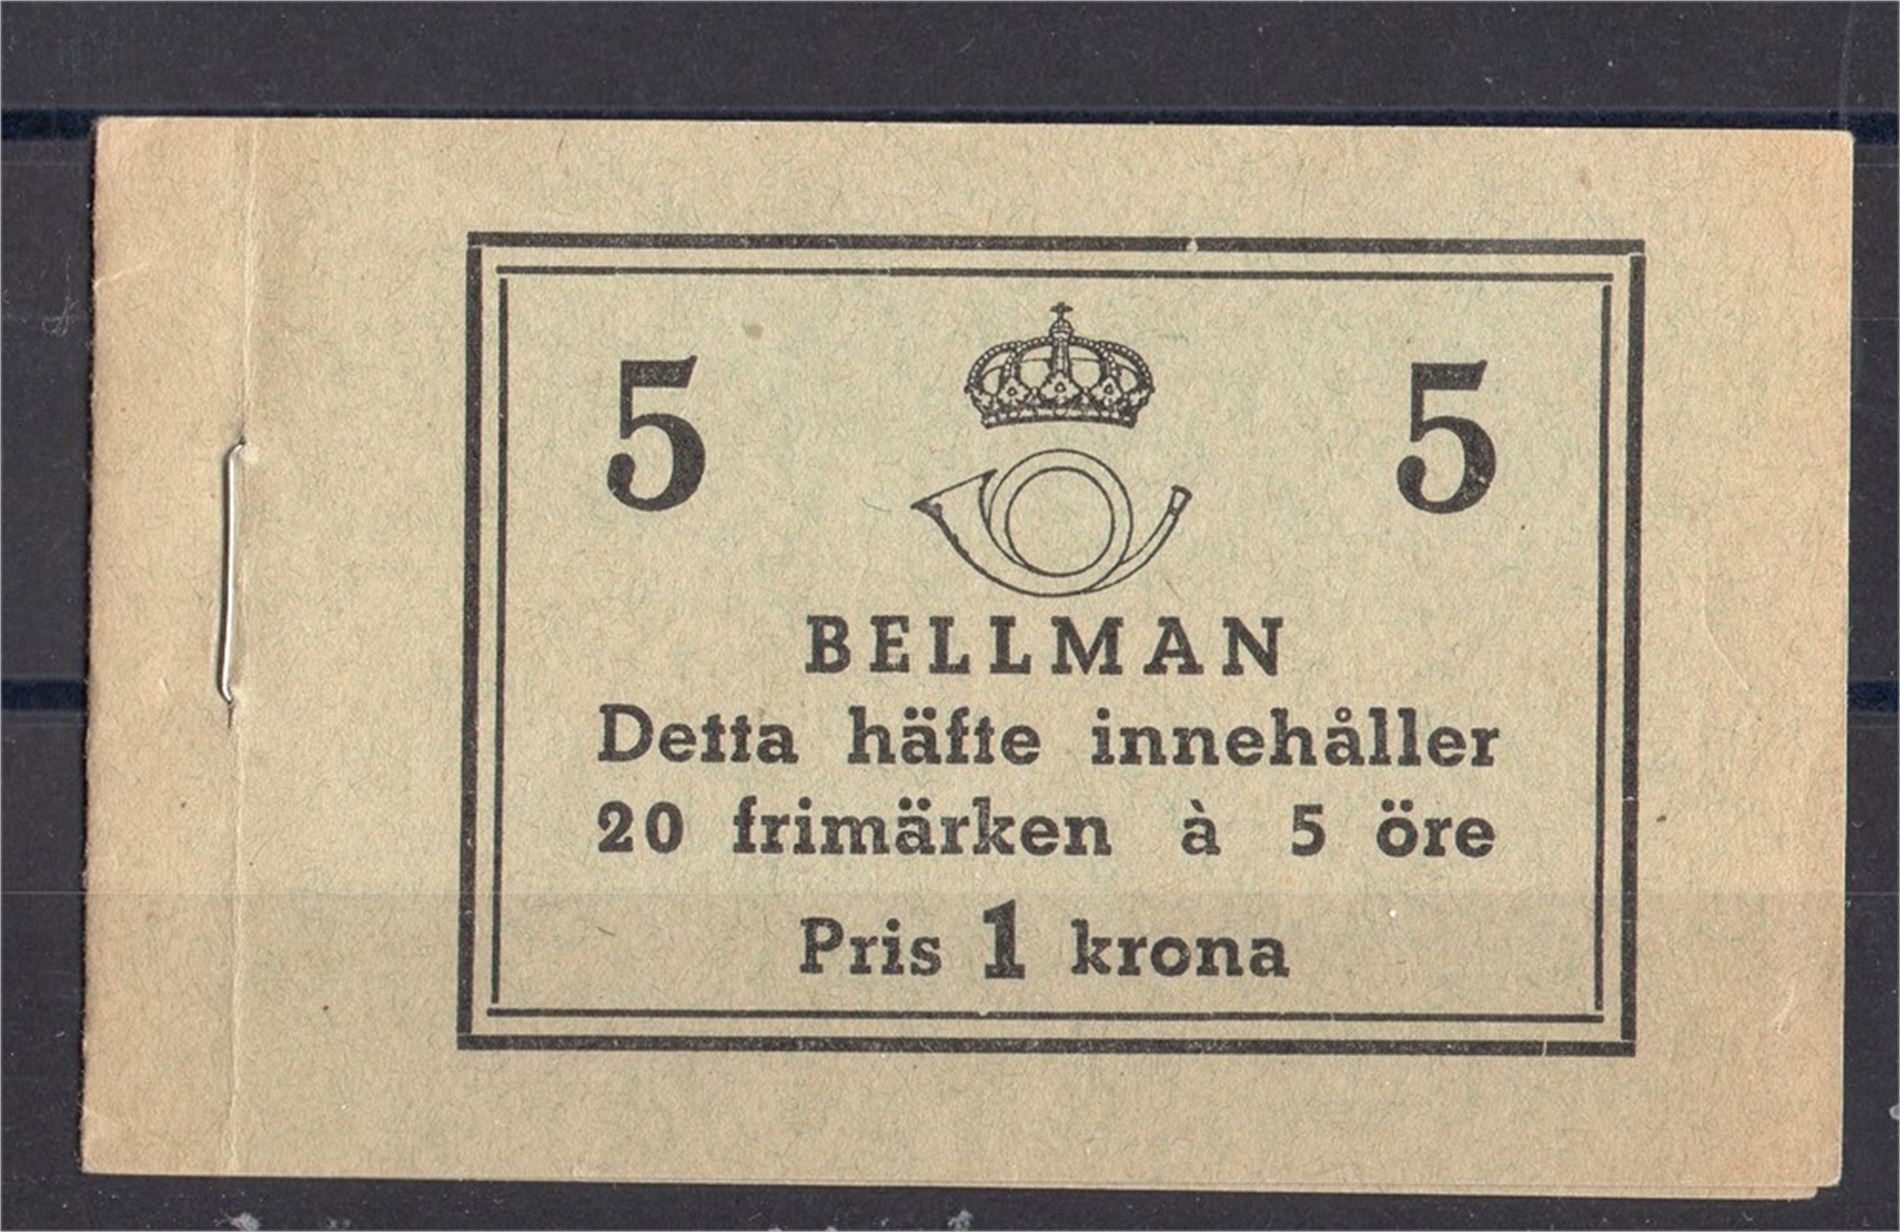 5 5
BELLMAN
Detta häfte innehåller
20 frimärken à 5 öre
Pris 1 krona